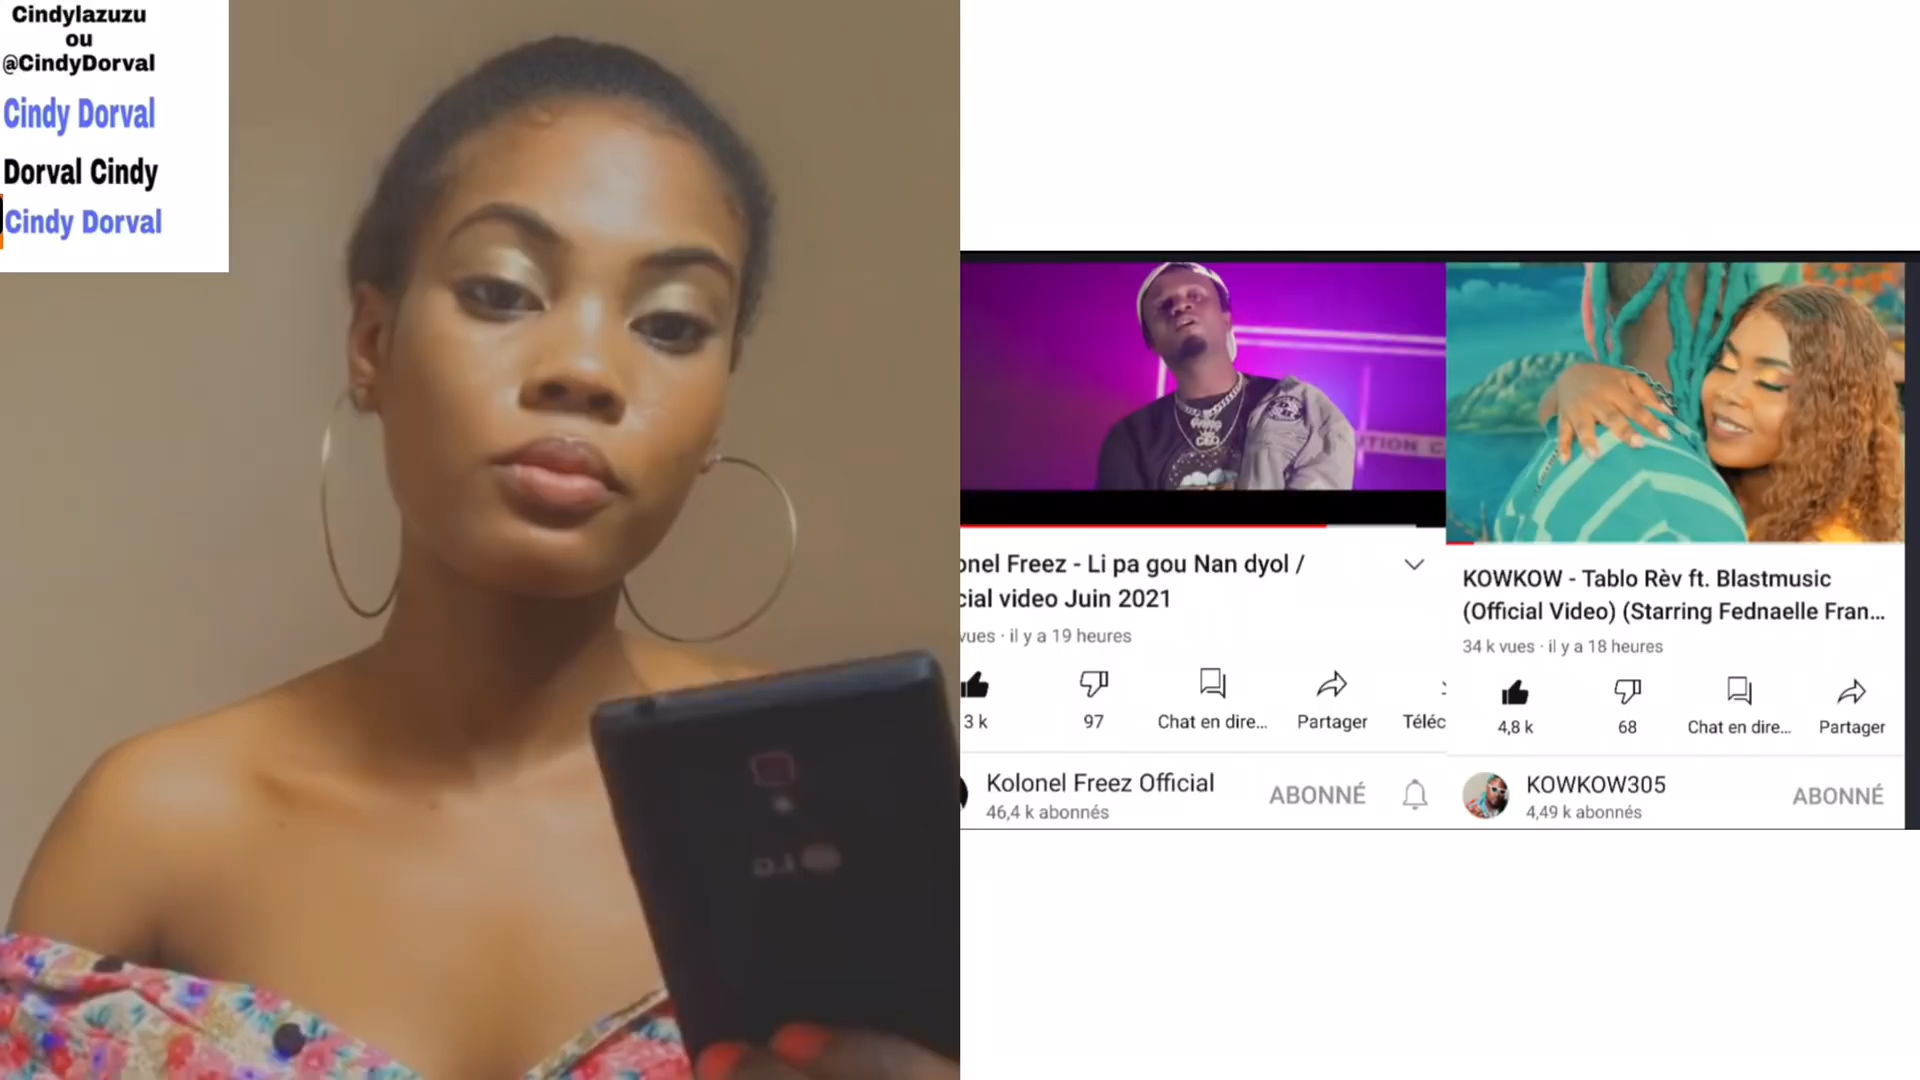 Cindylazuzu
ou
@CindyDorval
Cindy Dorval
Dorval Cindy
Cindy Dorval
LG
UTION C
onel Freez - Li pa gou Nan dyol /
cial video Juin 2021
vues · il y a 19 heures
3 k
97
Chat en dire...
Partager
Téléc
Kolonel Freez Official
46,4 k abonnés
ABONNÉ
KOWKOW - Tablo Rèv ft. Blastmusic
(Official Video) (Starring Fednaelle Fran...
34 k vues · il y a 18 heures
4,8 k
68
Chat en dire...
Partager
KOWKOW305
4,49 k abonnés
ABONNÉ